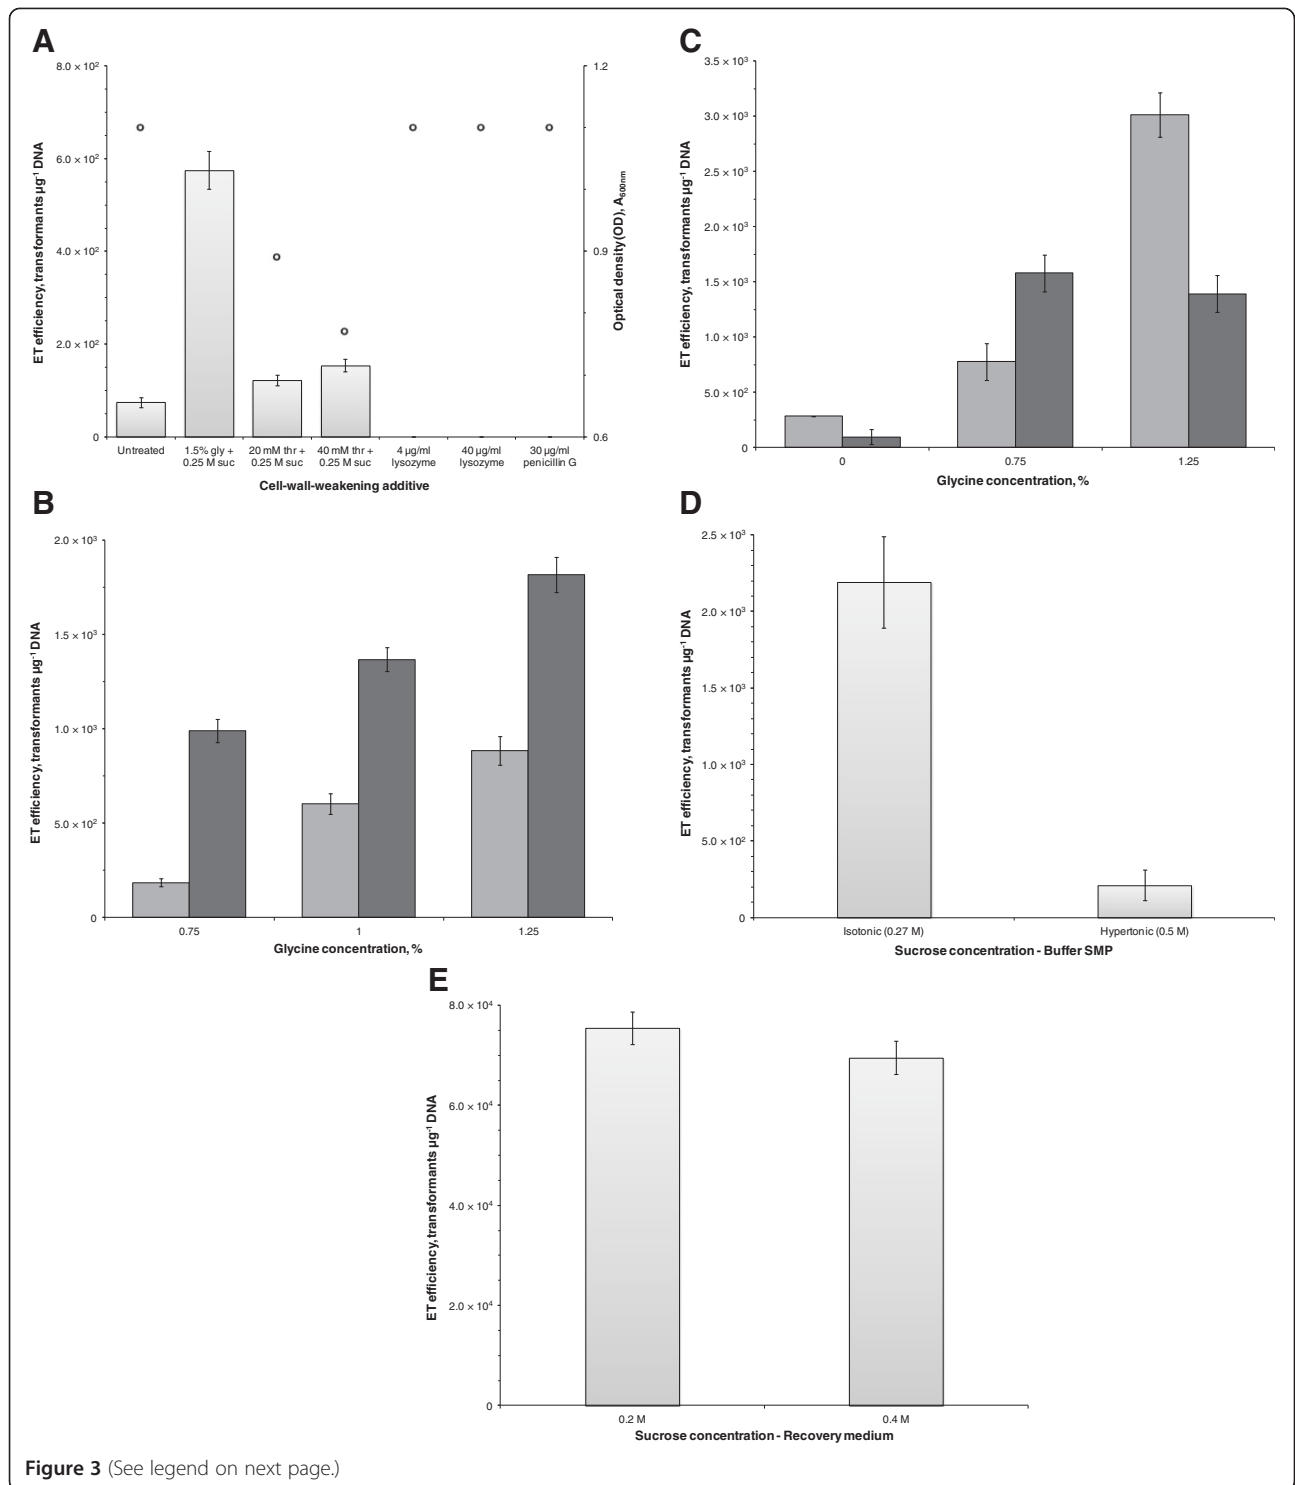 A
8.0 × 10²
6.0 × 10²
4.0 × 10²
2.0 × 10²
0
ET efficiency, transformants µg⁻¹ DNA
1.2
0.9
0.6
Optical density (OD), A600nm
Untreated
1.5% gly +
0.25 M suc
20 mM thr +
0.25 M suc
40 mM thr +
0.25 M suc
4 µg/ml
lysozyme
40 µg/ml
lysozyme
30 µg/ml
penicillin G
Cell-wall-weakening additive
C
3.5 × 10³
3.0 × 10³
2.5 × 10³
2.0 × 10³
1.5 × 10³
1.0 × 10³
5.0 × 10²
0
ET efficiency, transformants µg⁻¹ DNA
0 0.75 1.25
Glycine concentration, %
B
2.0 × 10³
1.5 × 10³
1.0 × 10³
5.0 × 10²
0
ET efficiency, transformants µg⁻¹ DNA
0.75 1 1.25
Glycine concentration, %
D
2.5 × 10³
2.0 × 10³
1.5 × 10³
1.0 × 10³
5.0 × 10²
0
ET efficiency, transformants µg⁻¹ DNA
Isotonic (0.27 M) Hypertonic (0.5 M)
Sucrose concentration - Buffer SMP
E
8.0 × 10⁴
6.0 × 10⁴
4.0 × 10⁴
2.0 × 10⁴
0
ET efficiency, transformants µg⁻¹ DNA
0.2 M 0.4 M
Sucrose concentration - Recovery medium
Figure 3 (See legend on next page.)